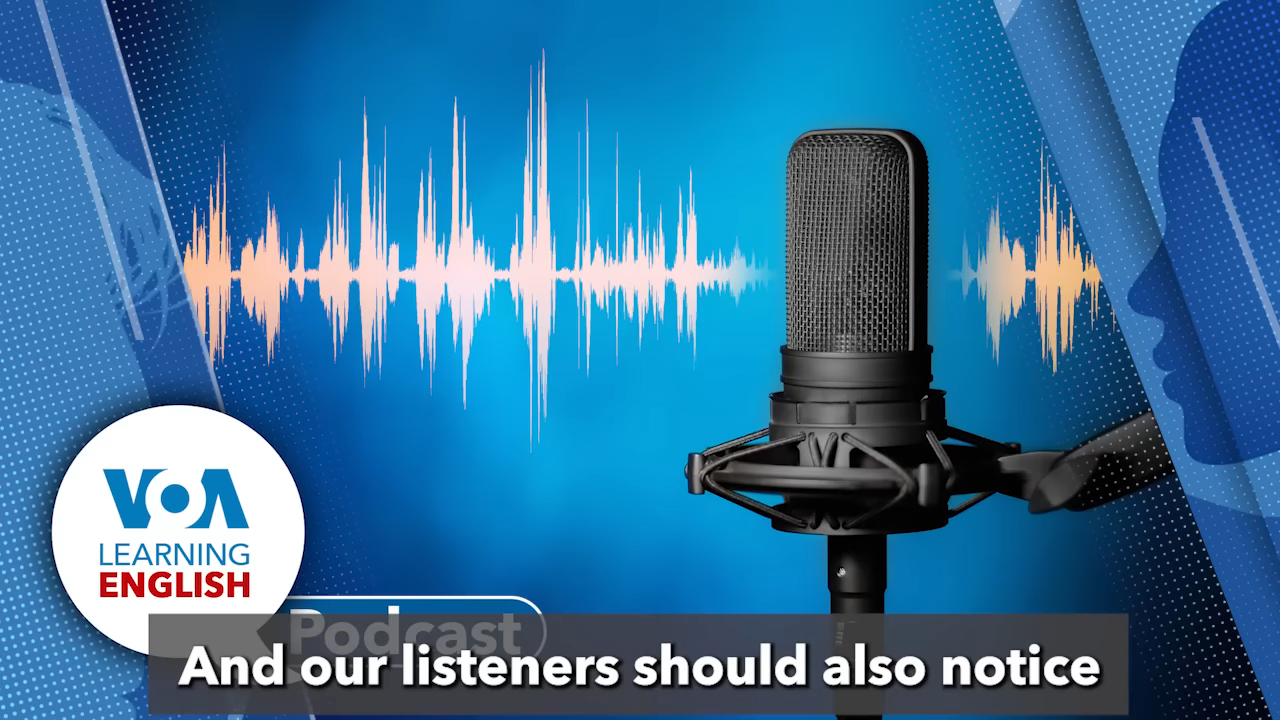 VOA
LEARNING
ENGLISH
Podcast
And our listeners should also notice